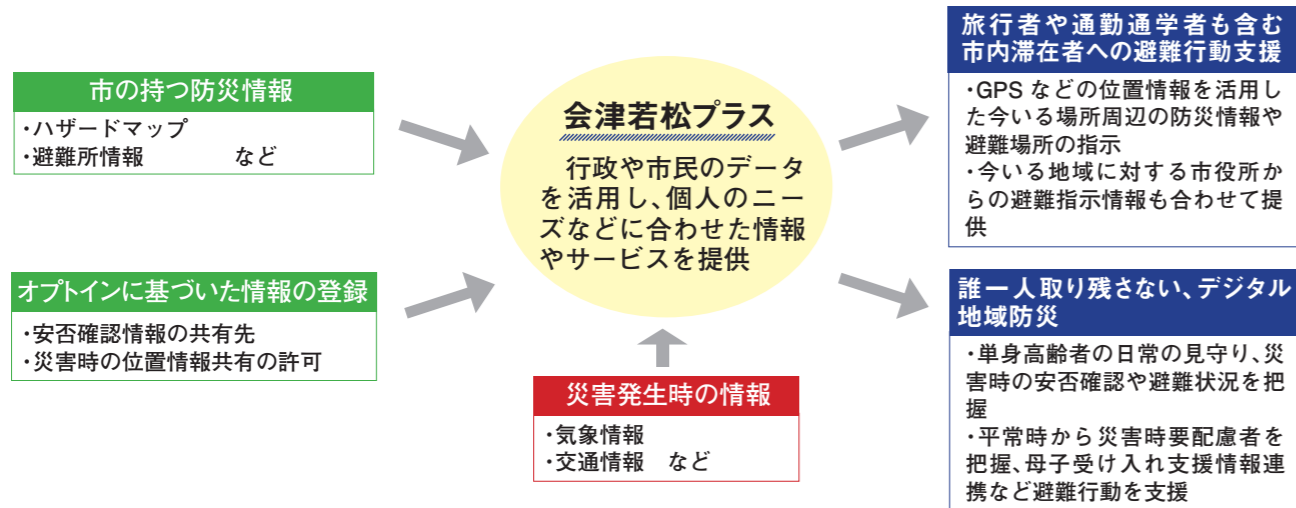 市の持つ防災情報
・ハザードマップ
・避難所情報　　　など
オプトインに基づいた情報の登録
・安否確認情報の共有先
・災害時の位置情報共有の許可
会津若松プラス
行政や市民のデータ
を活用し、個人のニー
ズなどに合わせた情報
やサービスを提供
災害発生時の情報
・気象情報
・交通情報　など
旅行者や通勤通学者も含む
市内滞在者への避難行動支援
・GPS などの位置情報を活用し
た今いる場所周辺の防災情報や
避難場所の指示
・今いる地域に対する市役所か
らの避難指示情報も合わせて提
供
誰一人取り残さない、デジタル
地域防災
・単身高齢者の日常の見守り、災
害時の安否確認や避難状況を把
握
・平常時から災害時要配慮者を
把握、母子受け入れ支援情報連
携など避難行動を支援